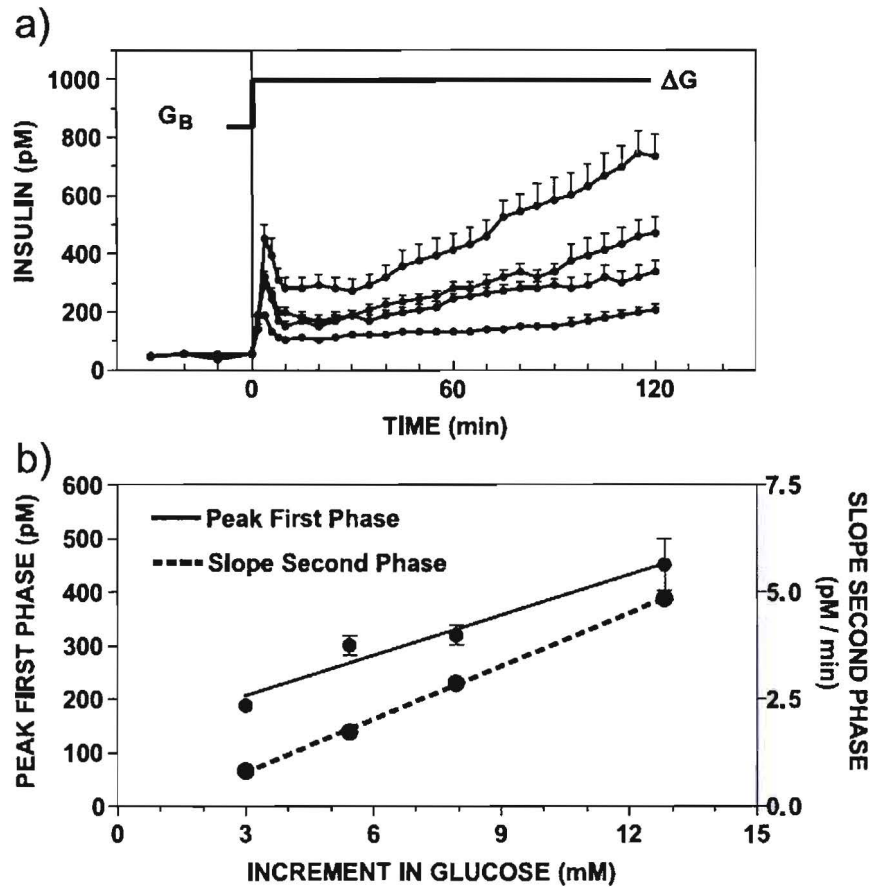 a)
1000
800
600
400
200
0
INSULIN (pM)
G_B
ΔG
0
60
120
TIME (min)
b)
600
500
400
300
200
100
0
PEAK FIRST PHASE (pM)
Peak First Phase
Slope Second Phase
7.5
5.0
2.5
0.0
SLOPE SECOND PHASE
(pM / min)
0
3
6
9
12
15
INCREMENT IN GLUCOSE (mM)